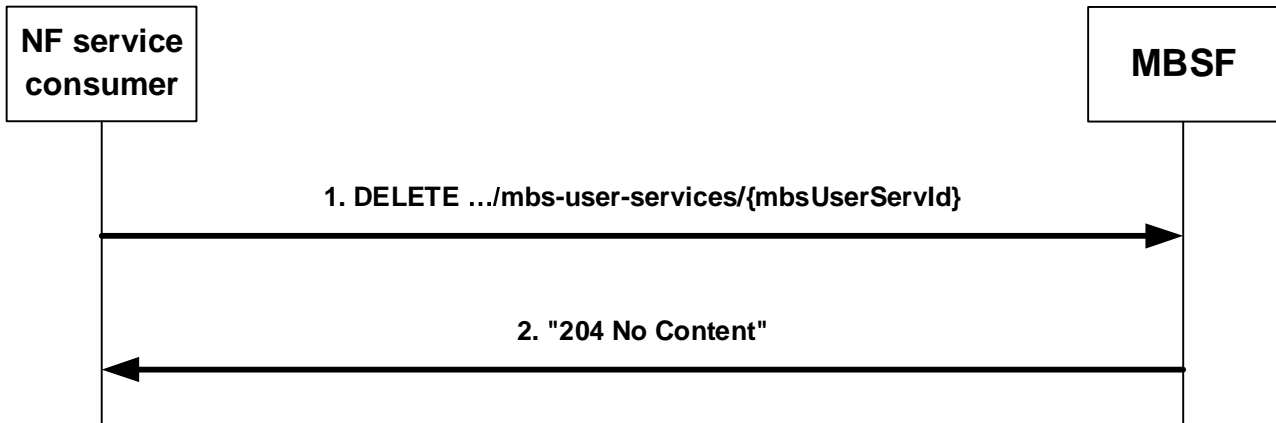 NF service
consumer
MBSF
1. DELETE …/mbs-user-services/{mbsUserServId}
2. "204 No Content"